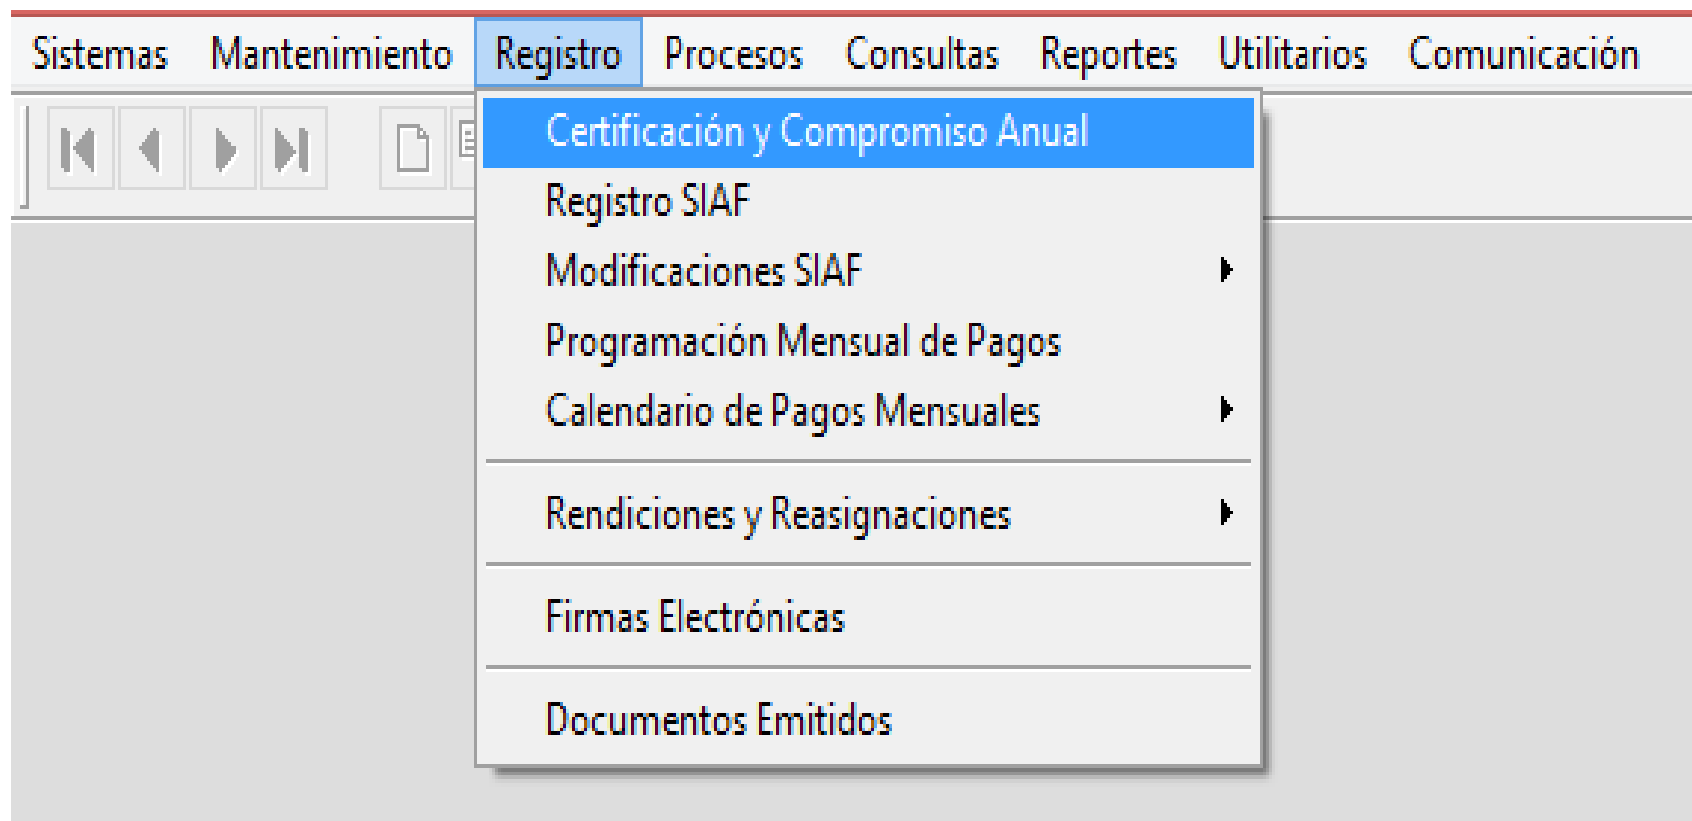 Sistemas Mantenimiento Registro Procesos Consultas Reportes Utilitarios Comunicación
Certificación y Compromiso Anual
Registro SIAF
Modificaciones SIAF
Programación Mensual de Pagos
Calendario de Pagos Mensuales
Rendiciones y Reasignaciones
Firmas Electrónicas
Documentos Emitidos